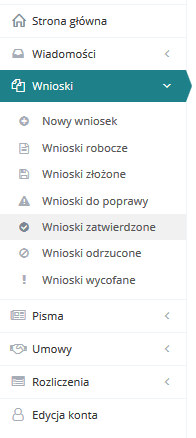 Strona główna
Wiadomości
Wnioski
Nowy wniosek
Wnioski robocze
Wnioski złożone
Wnioski do poprawy
Wnioski zatwierdzone
Wnioski odrzucone
Wnioski wycofane
Pisma
Umowy
Rozliczenia
Edycja konta